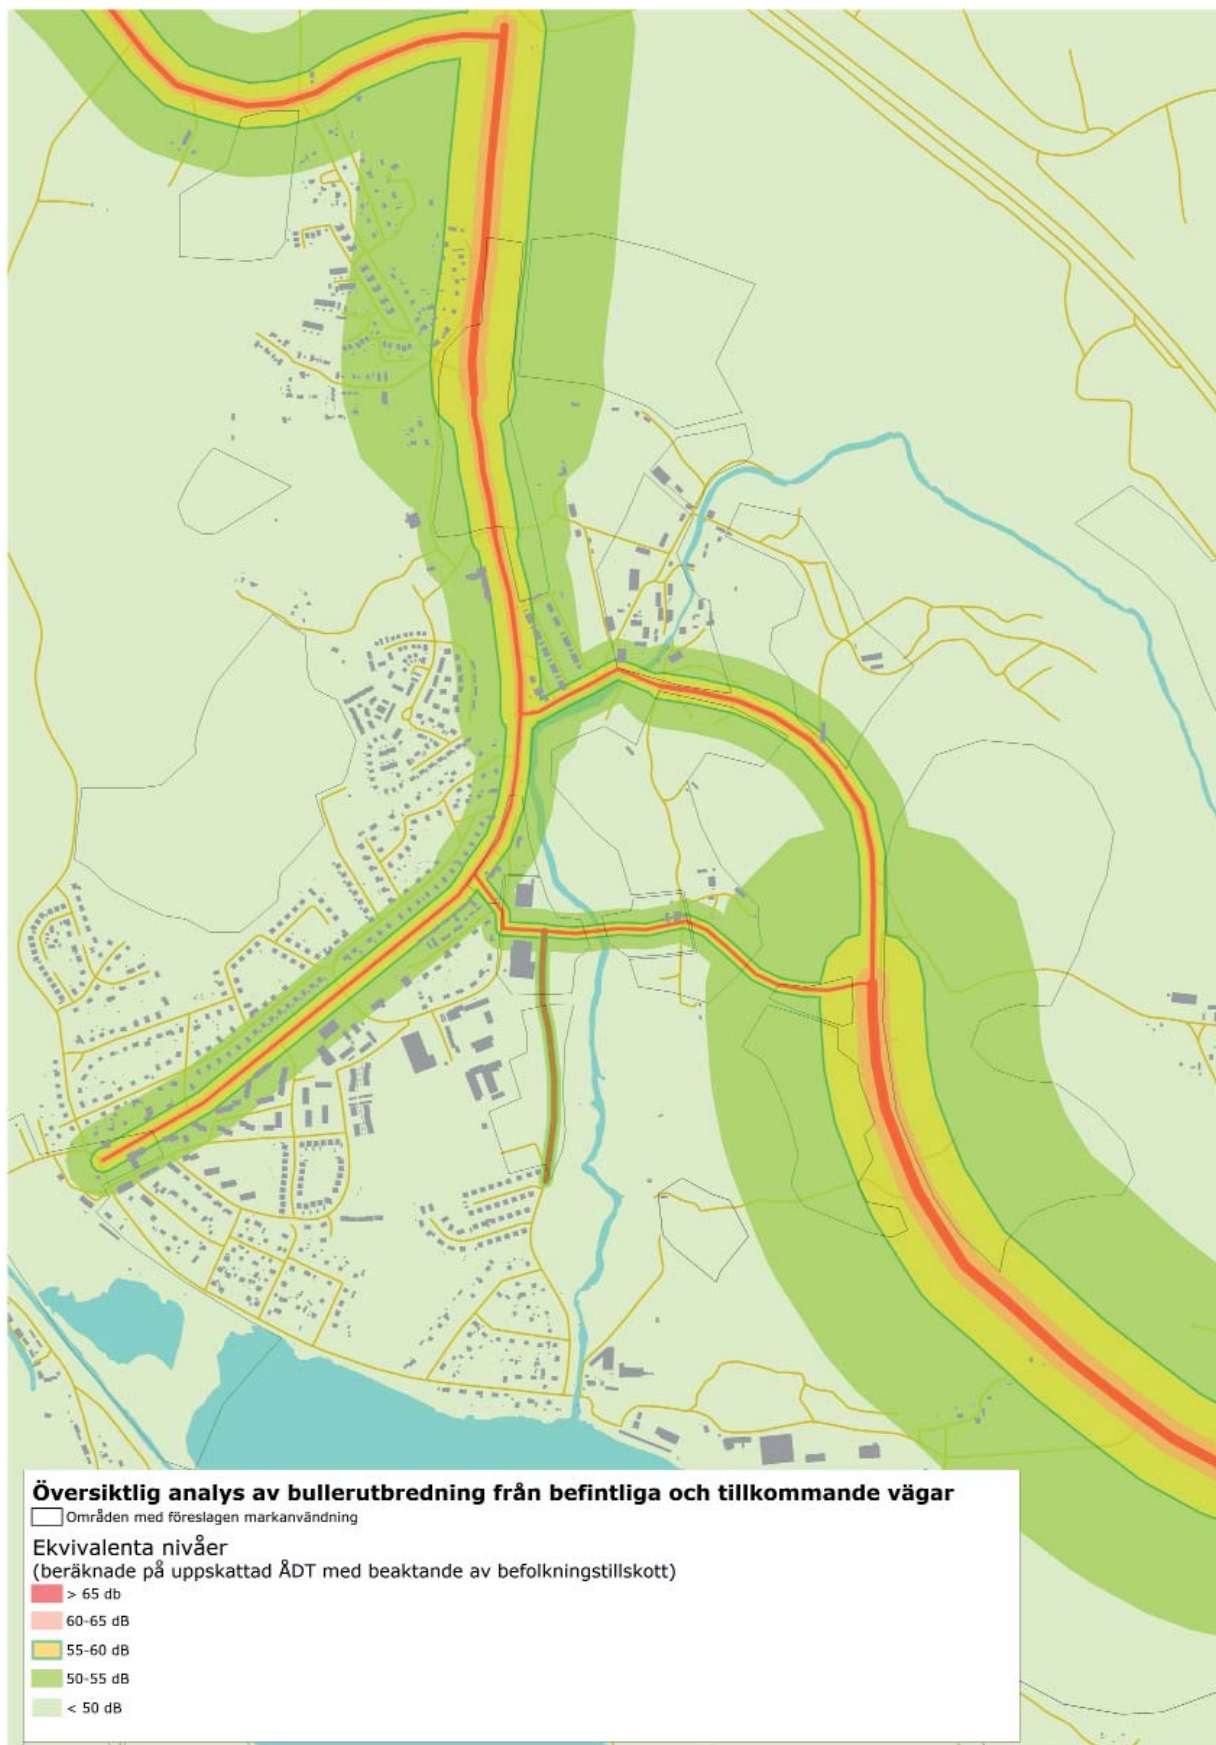 Översiktlig analys av bullerutbredning från befintliga och tillkommande vägar
Områden med föreslagen markanvändning
Ekvivalenta nivåer
(beräknade på uppskattad ÅDT med beaktande av befolkningstillskott)
> 65 db
60-65 dB
55-60 dB
50-55 dB
< 50 dB